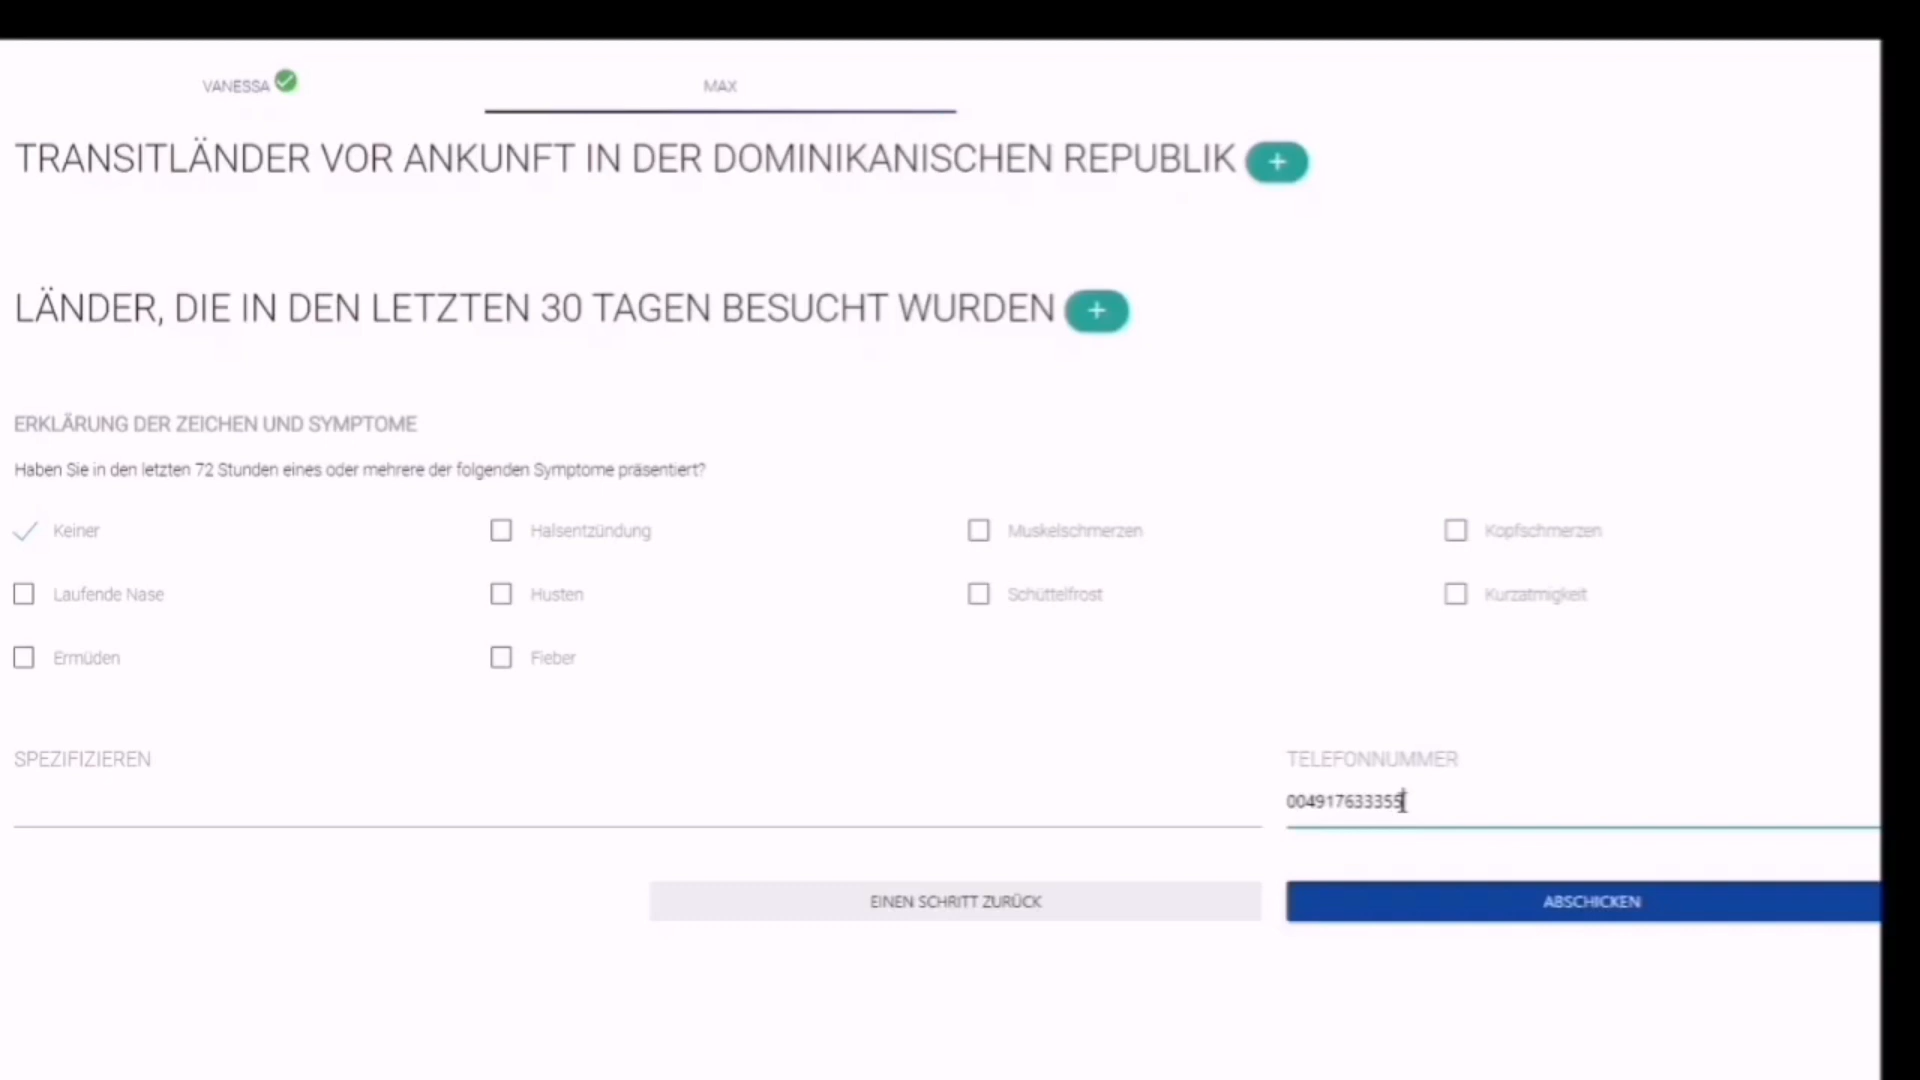 VANESSA MAX
TRANSITLÄNDER VOR ANKUNFT IN DER DOMINIKANISCHEN REPUBLIK +
LÄNDER, DIE IN DEN LETZTEN 30 TAGEN BESUCHT WURDEN +
ERKLÄRUNG DER ZEICHEN UND SYMPTOME
Haben Sie in den letzten 72 Stunden eines oder mehrere der folgenden Symptome präsentiert?
Keiner Halsentzündung Muskelschmerzen Kopfschmerzen
Laufende Nase Husten Schüttelfrost Kurzatmigkeit
Ermüden Fieber
SPEZIFIZIEREN TELEFONNUMMER
004917633355
EINEN SCHRITT ZURÜCK ABSCHICKEN